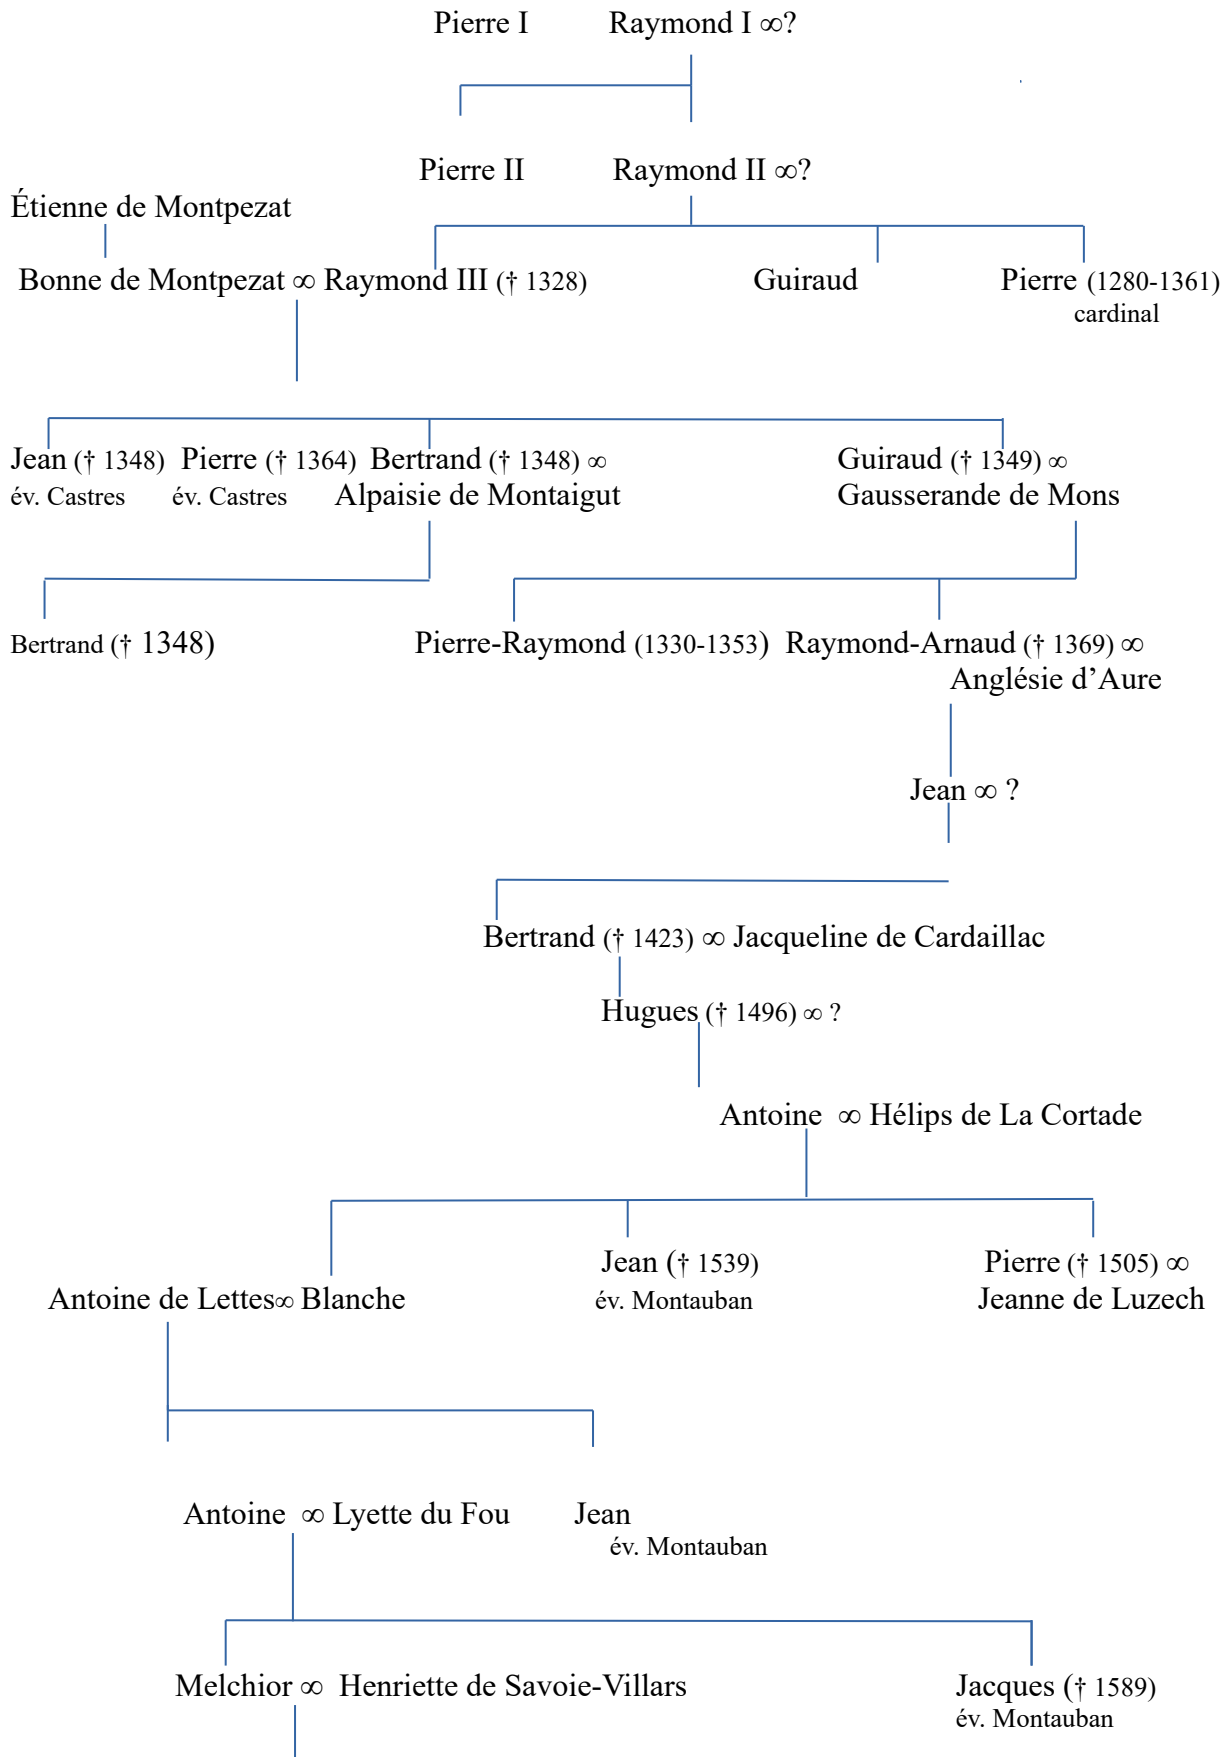 Pierre I Raymond I ∞?
Pierre II Raymond II ∞?
Étienne de Montpezat
Bonne de Montpezat ∞ Raymond III († 1328) Guiraud Pierre (1280-1361)
cardinal
Jean († 1348) Pierre († 1364) Bertrand († 1348) ∞ Guiraud († 1349) ∞
év. Castres év. Castres Alpaisie de Montaigut Gausserande de Mons
Bertrand († 1348) Pierre-Raymond (1330-1353) Raymond-Arnaud († 1369) ∞
Anglésie d’Aure
Jean ∞ ?
Bertrand († 1423) ∞ Jacqueline de Cardaillac
Hugues († 1496) ∞ ?
Antoine ∞ Hélips de La Cortade
Jean († 1539) Pierre († 1505) ∞
Antoine de Lettes∞ Blanche év. Montauban Jeanne de Luzech
Antoine ∞ Lyette du Fou Jean
év. Montauban
Melchior ∞ Henriette de Savoie-Villars Jacques († 1589)
év. Montauban